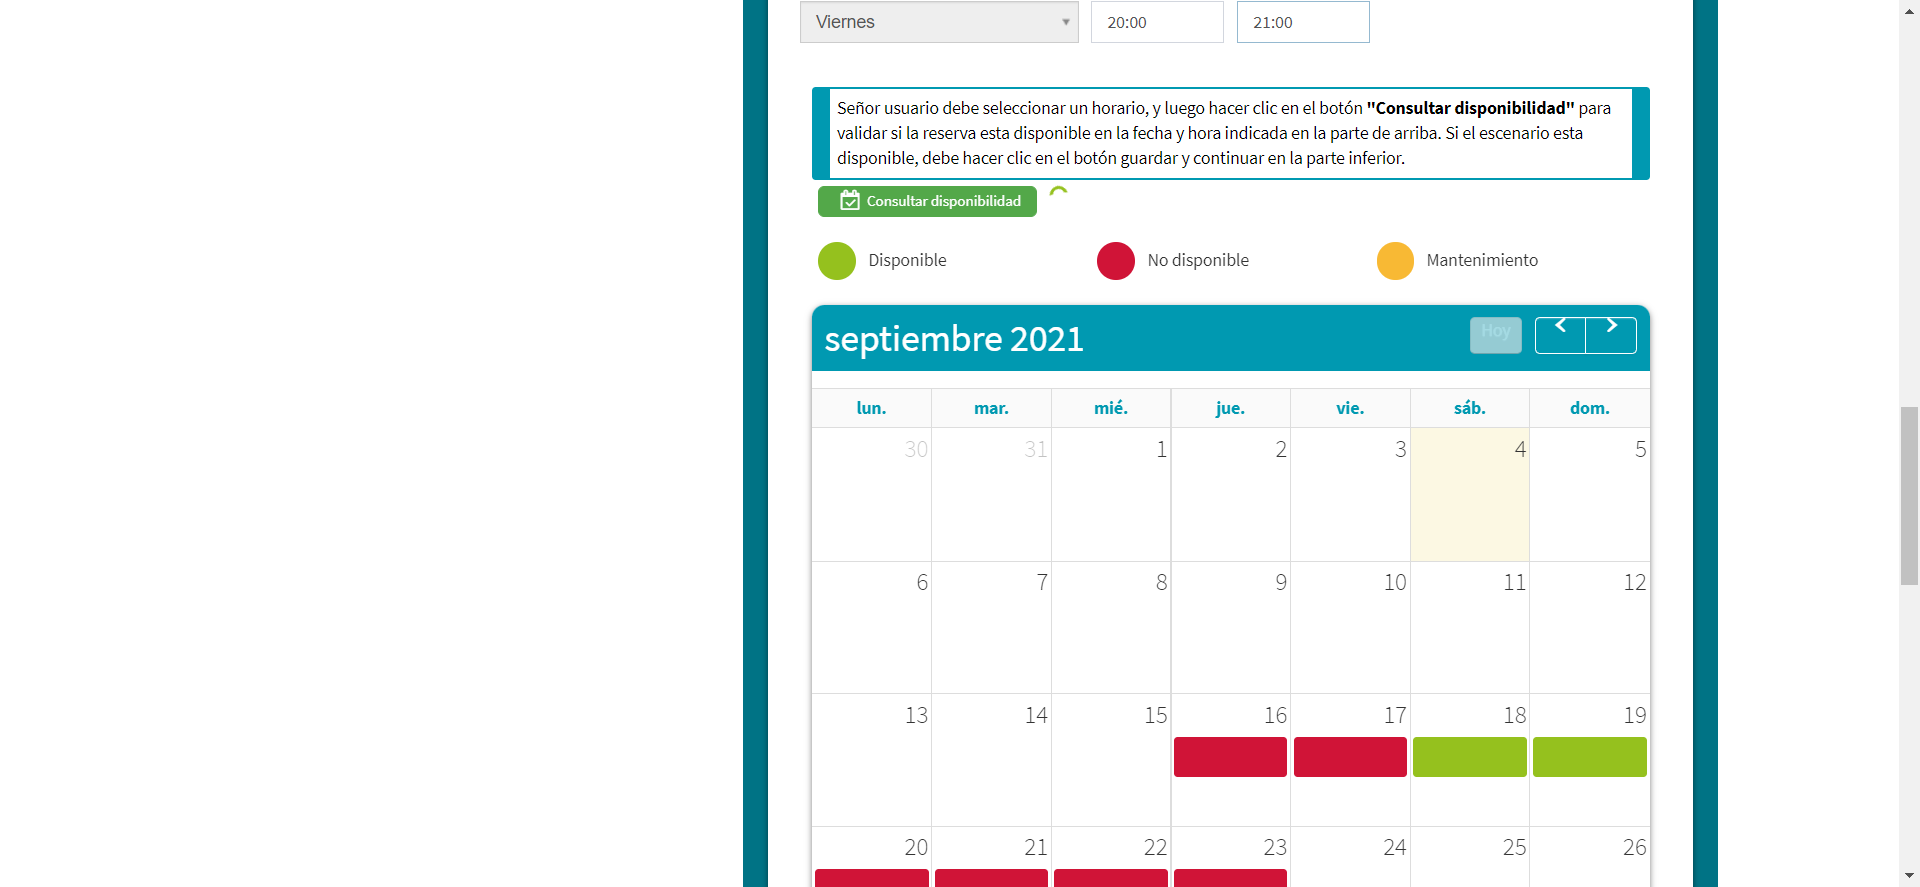 Viernes 20:00 21:00
Señor usuario debe seleccionar un horario, y luego hacer clic en el botón "Consultar disponibilidad" para
validar si la reserva esta disponible en la fecha y hora indicada en la parte de arriba. Si el escenario esta
disponible, debe hacer clic en el botón guardar y continuar en la parte inferior.
Consultar disponibilidad
Disponible No disponible Mantenimiento
septiembre 2021 Hoy
lun. mar. mié. jue. vie. sáb. dom.
30 31 1 2 3 4 5
6 7 8 9 10 11 12
13 14 15 16 17 18 19
20 21 22 23 24 25 26